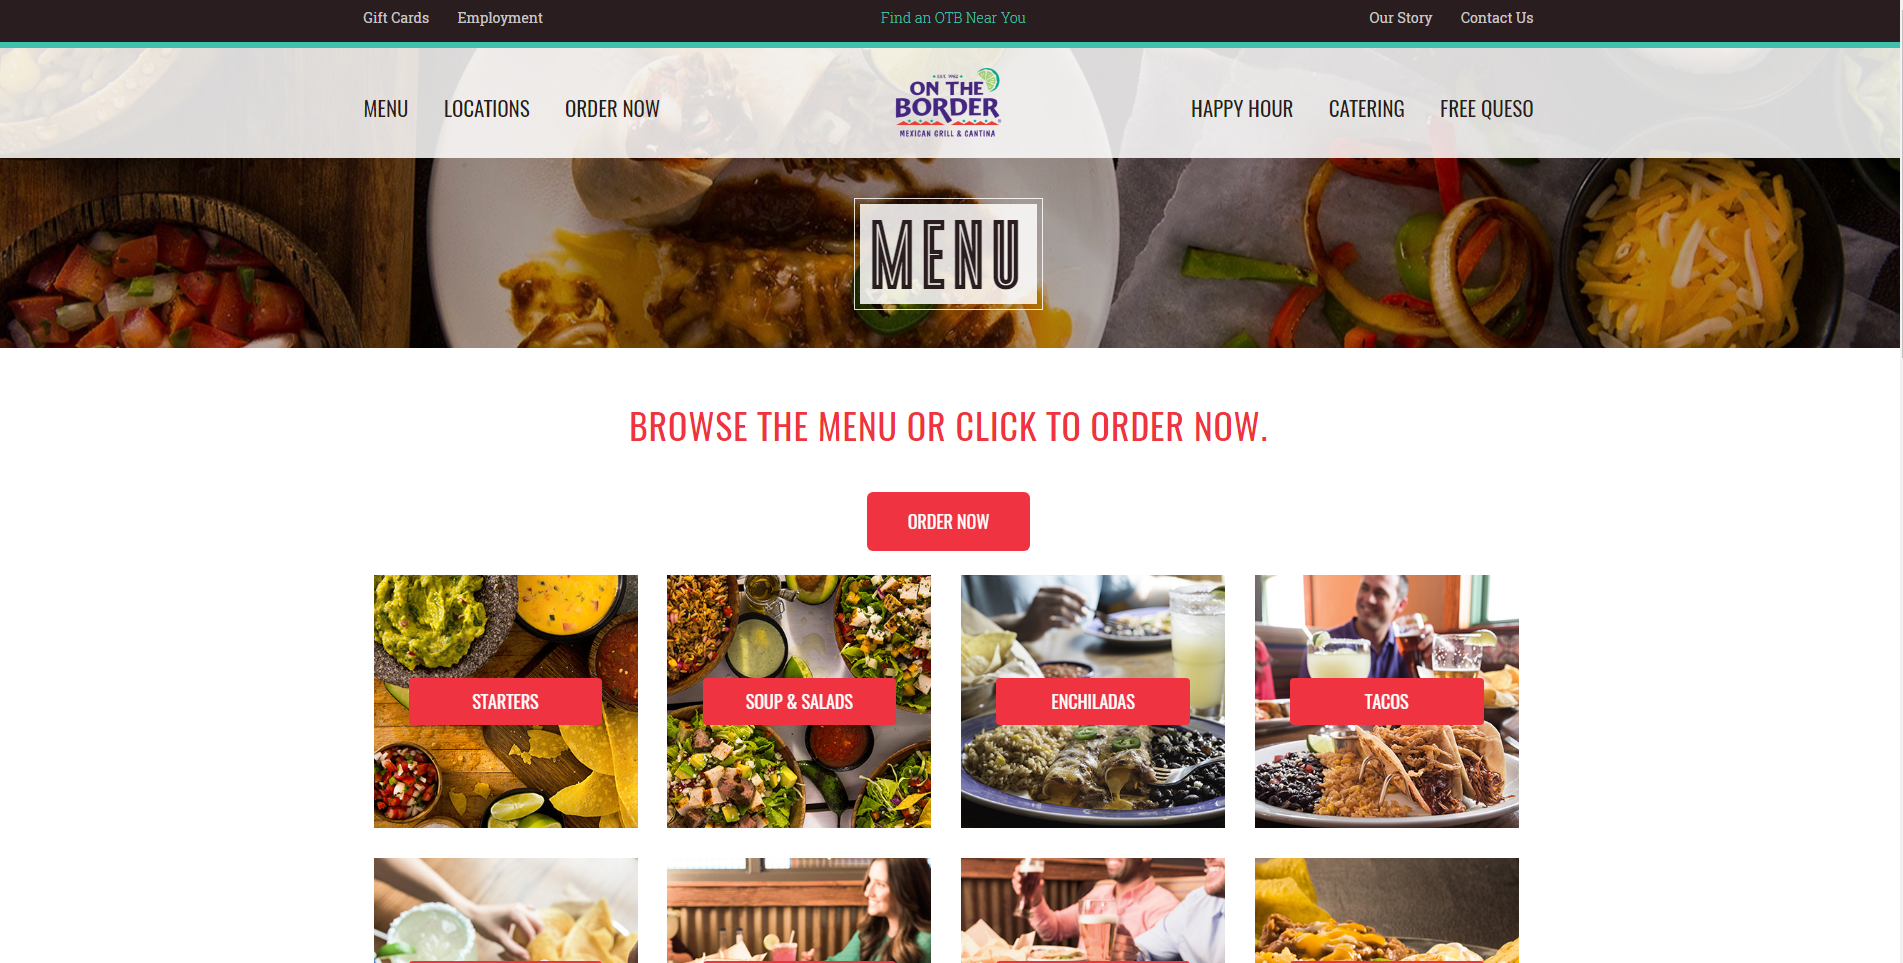 Gift Cards Employment Find an OTB Near You Our Story Contact Us
MENU LOCATIONS ORDER NOW
EST. 1982
ON THE
BORDER
MEXICAN GRILL & CANTINA
HAPPY HOUR CATERING FREE QUESO
MENU
BROWSE THE MENU OR CLICK TO ORDER NOW.
ORDER NOW
STARTERS SOUP & SALADS ENCHILADAS TACOS